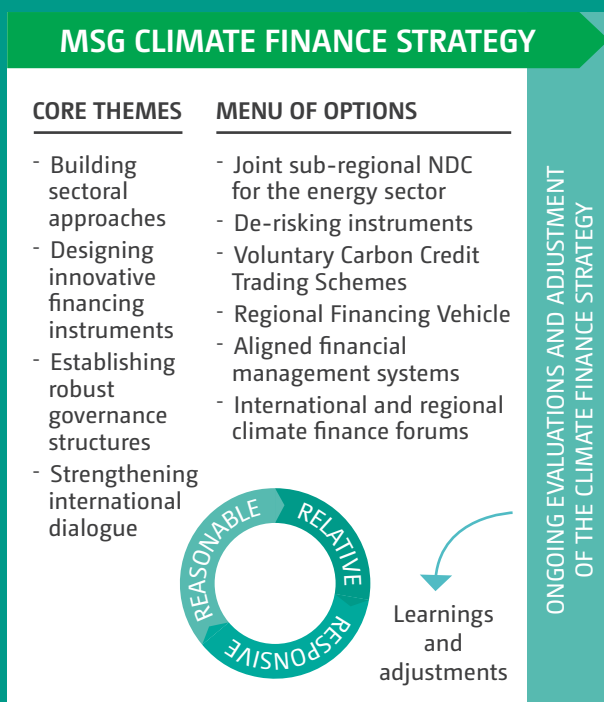 MSG CLIMATE FINANCE STRATEGY
CORE THEMES
- Building
sectoral
approaches
- Designing
innovative
financing
instruments
- Establishing
robust
governance
structures
- Strengthening
international
dialogue
MENU OF OPTIONS
- Joint sub-regional NDC
for the energy sector
- De-risking instruments
- Voluntary Carbon Credit
Trading Schemes
- Regional Financing Vehicle
- Aligned financial
management systems
- International and regional
climate finance forums
REASONABLE
RELATIVE
RESPONSIVE
Learnings
and
adjustments
ONGOING EVALUATIONS AND ADJUSTMENT
OF THE CLIMATE FINANCE STRATEGY